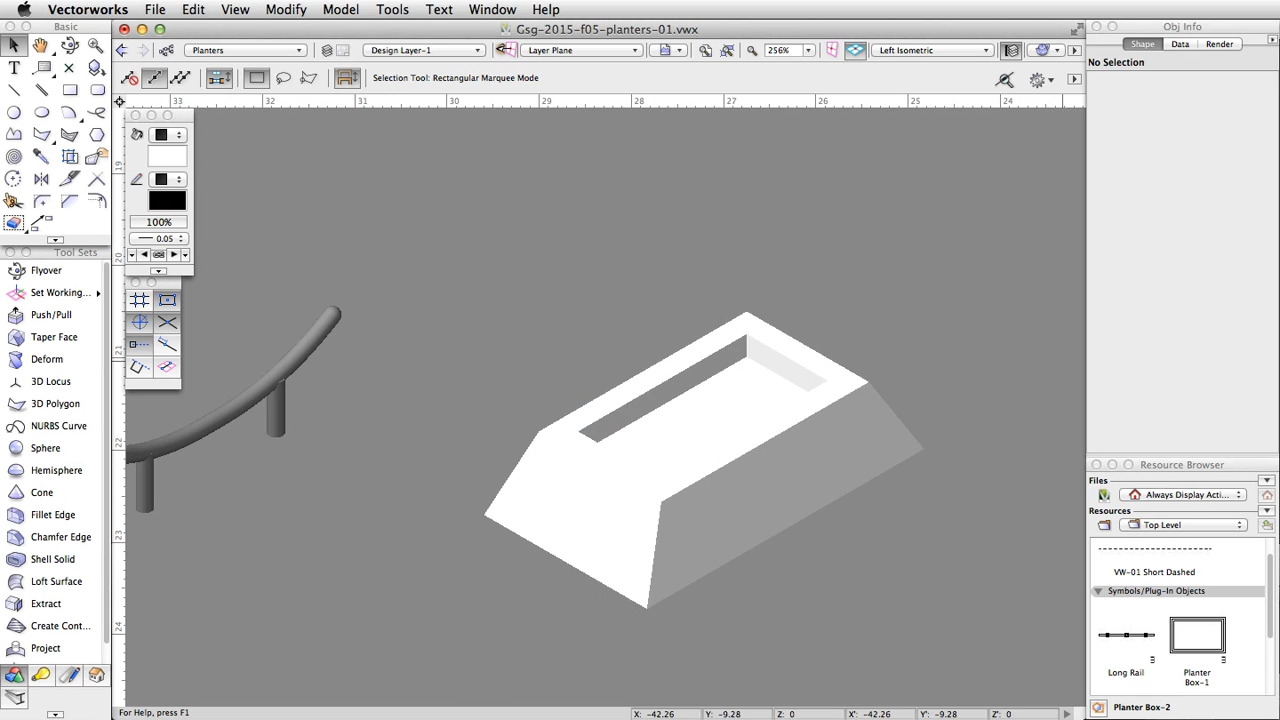 Vectorworks File Edit View Modify Model Tools Text Window Help
Basic
Gsg-2015-f05-planters-01.vwx
Obj Info
Planters Design Layer-1 Layer Plane 256% Left Isometric
Shape Data Render
No Selection
Selection Tool: Rectangular Marquee Mode
33 32 31 30 29 28 27 26 25 24
19
20
21
22
23
24
100%
0.05
Tool Sets
Flyover
Set Working...
Push/Pull
Taper Face
Deform
3D Locus
3D Polygon
NURBS Curve
Sphere
Hemisphere
Cone
Fillet Edge
Chamfer Edge
Shell Solid
Loft Surface
Extract
Create Cont...
Project
Resource Browser
Files
Always Display Acti...
Resources
Top Level
VW-01 Short Dashed
Symbols/Plug-In Objects
Long Rail
Planter
Box-1
Planter Box-2
For Help, press F1
X: -42.26 Y: -9.28 Z: 0 X': -42.26 Y': -9.28 Z': 0